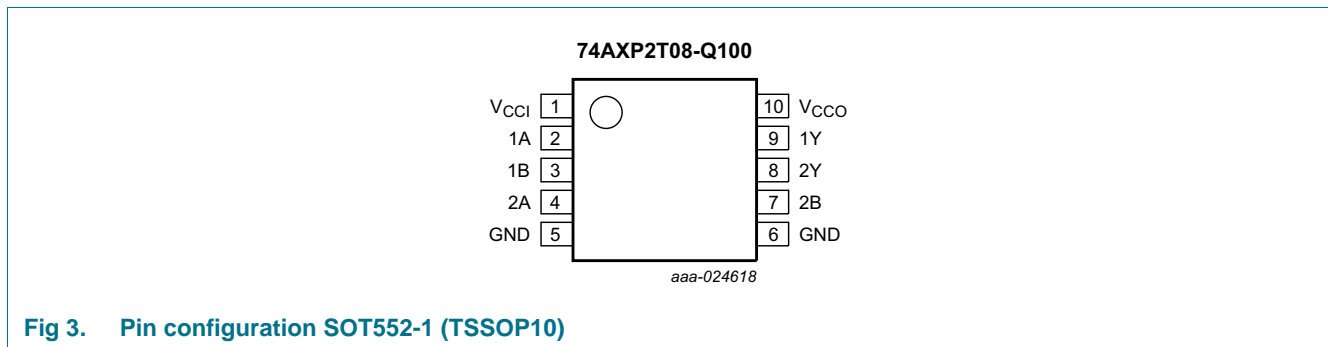 74AXP2T08-Q100
VCCI 1 10 VCCO
1A 2 9 1Y
1B 3 8 2Y
2A 4 7 2B
GND 5 6 GND
aaa-024618
Fig 3. Pin configuration SOT552-1 (TSSOP10)